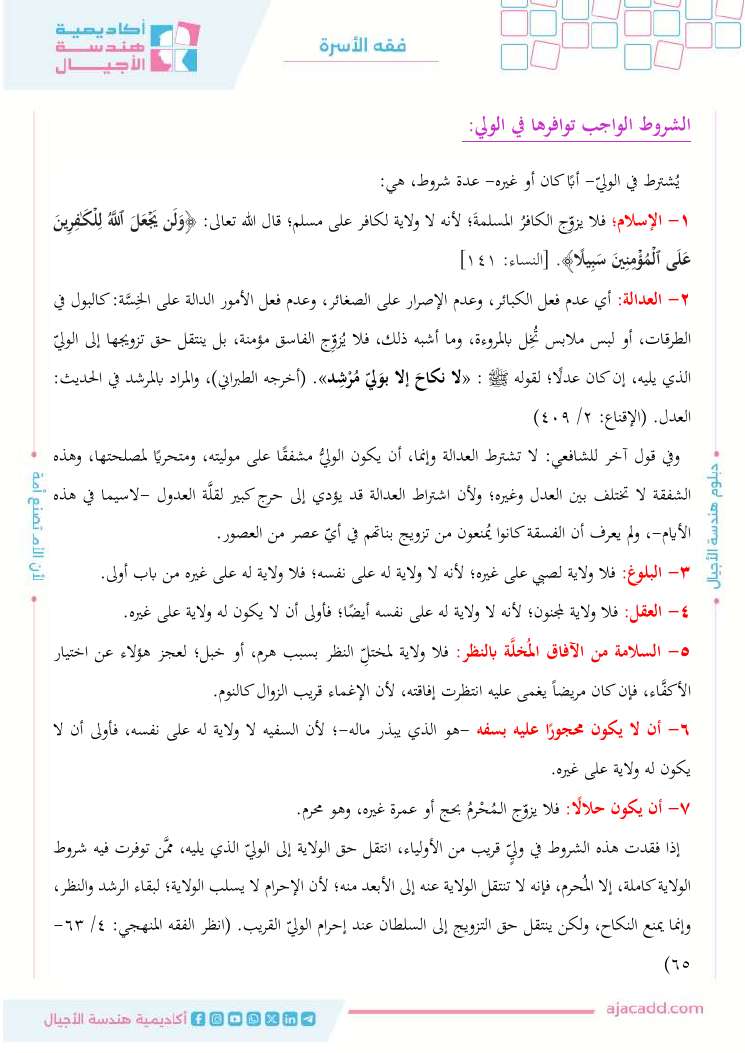 أكاديمية
هندسة
الأجيال
فقه الأسرة
الشروط الواجب توافرها في الولي:
يُشترط في الوليّ- أبًا كان أو غيره- عدة شروط، هي:
١- الإسلام؛ فلا يزوّج الكافرُ المسلمةَ؛ لأنه لا ولاية لكافر على مسلم؛ قال الله تعالى: ﴿وَلَن يَجْعَلَ ٱللَّهُ لِلْكَٰفِرِينَ
عَلَى ٱلْمُؤْمِنِينَ سَبِيلًا﴾. [النساء: ١٤١]
٢- العدالة: أي عدم فعل الكبائر، وعدم الإصرار على الصغائر، وعدم فعل الأمور الدالة على الخِسَّة: كالبول في
الطرقات، أو لبس ملابس تُخِل بالمروءة، وما أشبه ذلك، فلا يُزوِّج الفاسق مؤمنة، بل ينتقل حق تزويجها إلى الوليّ
الذي يليه، إن كان عدلًا؛ لقوله ﷺ : «لا نكاحَ إلا بوَليّ مُرْشِد». (أخرجه الطبراني)، والمراد بالمرشد في الحديث:
العدل. (الإقناع: ٢/ ٤٠٩)
وفي قول آخر للشافعي: لا تشترط العدالة وإنما، أن يكون الوليُّ مشفقًا على موليته، ومتحريًا لمصلحتها، وهذه
الشفقة لا تختلف بين العدل وغيره؛ ولأن اشتراط العدالة قد يؤدي إلى حرج كبير لقلَّة العدول -لاسيما في هذه
الأيام-، ولم يعرف أن الفسقة كانوا يُمنعون من تزويج بناتهم في أيّ عصر من العصور.
٣- البلوغ: فلا ولاية لصبي على غيره؛ لأنه لا ولاية له على نفسه؛ فلا ولاية له على غيره من باب أولى.
٤- العقل: فلا ولاية لمجنون؛ لأنه لا ولاية له على نفسه أيضًا؛ فأولى أن لا يكون له ولاية على غيره.
٥- السلامة من الآفاق المُخلَّة بالنظر: فلا ولاية لمختلِّ النظر بسبب هرم، أو خبل؛ لعجز هؤلاء عن اختيار
الأكفَّاء، فإن كان مريضاً يغمى عليه انتظرت إفاقته، لأن الإغماء قريب الزوال كالنوم.
٦- أن لا يكون محجورًا عليه بسفه -هو الذي يبذر ماله-؛ لأن السفيه لا ولاية له على نفسه، فأولى أن لا
يكون له ولاية على غيره.
٧- أن يكون حلالًا: فلا يزوّج المُحْرمُ بحج أو عمرة غيره، وهو محرم.
إذا فقدت هذه الشروط في وليٍّ قريب من الأولياء، انتقل حق الولاية إلى الوليّ الذي يليه، ممَّن توفرت فيه شروط
الولاية كاملة، إلا المُحرم، فإنه لا تنتقل الولاية عنه إلى الأبعد منه؛ لأن الإحرام لا يسلب الولاية؛ لبقاء الرشد والنظر،
وإنما يمنع النكاح، ولكن ينتقل حق التزويج إلى السلطان عند إحرام الوليّ القريب. (انظر الفقه المنهجي: ٤/ ٦٣-
٦٥)
دبلوم هندسة الأجيال
لأن الأم تصنع أمة
ajacadd.com
أكاديمية هندسة الأجيال